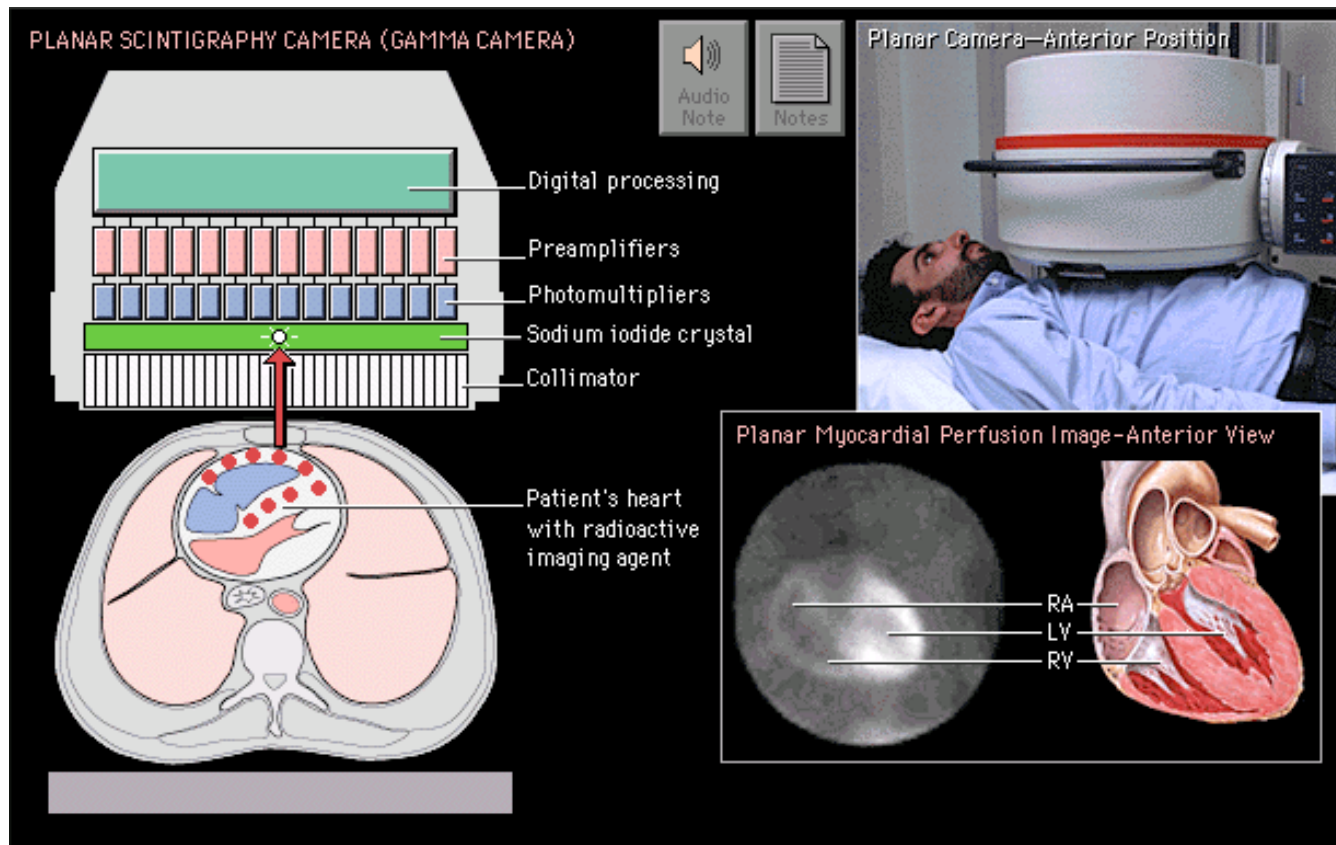 PLANAR SCINTIGRAPHY CAMERA (GAMMA CAMERA)
Audio
Note
Notes
Planar Camera—Anterior Position
Digital processing
Preamplifiers
Photomultipliers
Sodium iodide crystal
Collimator
Patient's heart
with radioactive
imaging agent
Planar Myocardial Perfusion Image-Anterior View
RA
LV
RV